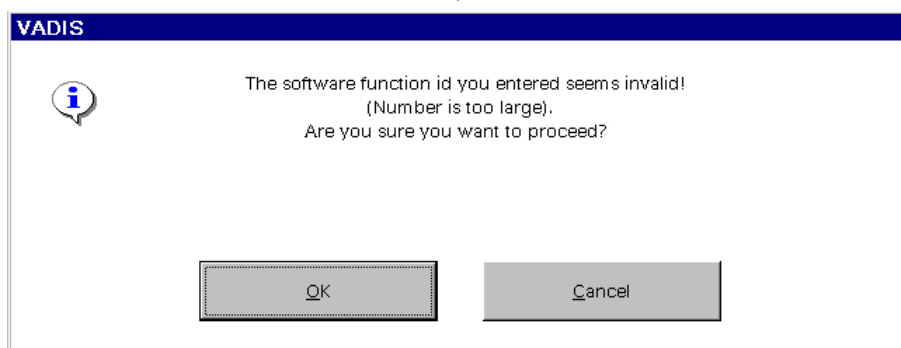 VADIS
The software function id you entered seems invalid!
(Number is too large).
Are you sure you want to proceed?
OK
Cancel